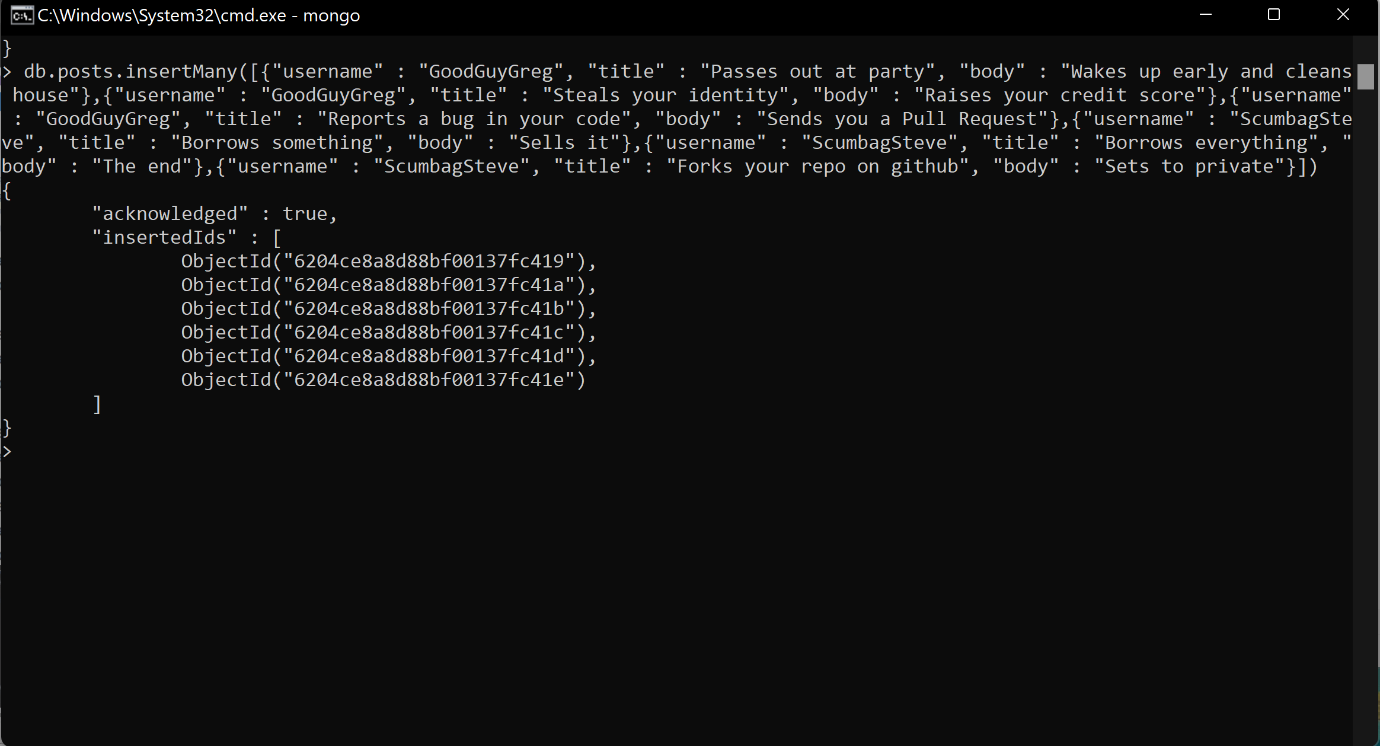 C:\Windows\System32\cmd.exe - mongo
}
> db.posts.insertMany([{"username" : "GoodGuyGreg", "title" : "Passes out at party", "body" : "Wakes up early and cleans
 house"},{"username" : "GoodGuyGreg", "title" : "Steals your identity", "body" : "Raises your credit score"},{"username"
 : "GoodGuyGreg", "title" : "Reports a bug in your code", "body" : "Sends you a Pull Request"},{"username" : "ScumbagSte
ve", "title" : "Borrows something", "body" : "Sells it"},{"username" : "ScumbagSteve", "title" : "Borrows everything", "
body" : "The end"},{"username" : "ScumbagSteve", "title" : "Forks your repo on github", "body" : "Sets to private"}])
{
        "acknowledged" : true,
        "insertedIds" : [
                ObjectId("6204ce8a8d88bf00137fc419"),
                ObjectId("6204ce8a8d88bf00137fc41a"),
                ObjectId("6204ce8a8d88bf00137fc41b"),
                ObjectId("6204ce8a8d88bf00137fc41c"),
                ObjectId("6204ce8a8d88bf00137fc41d"),
                ObjectId("6204ce8a8d88bf00137fc41e")
        ]
}
>